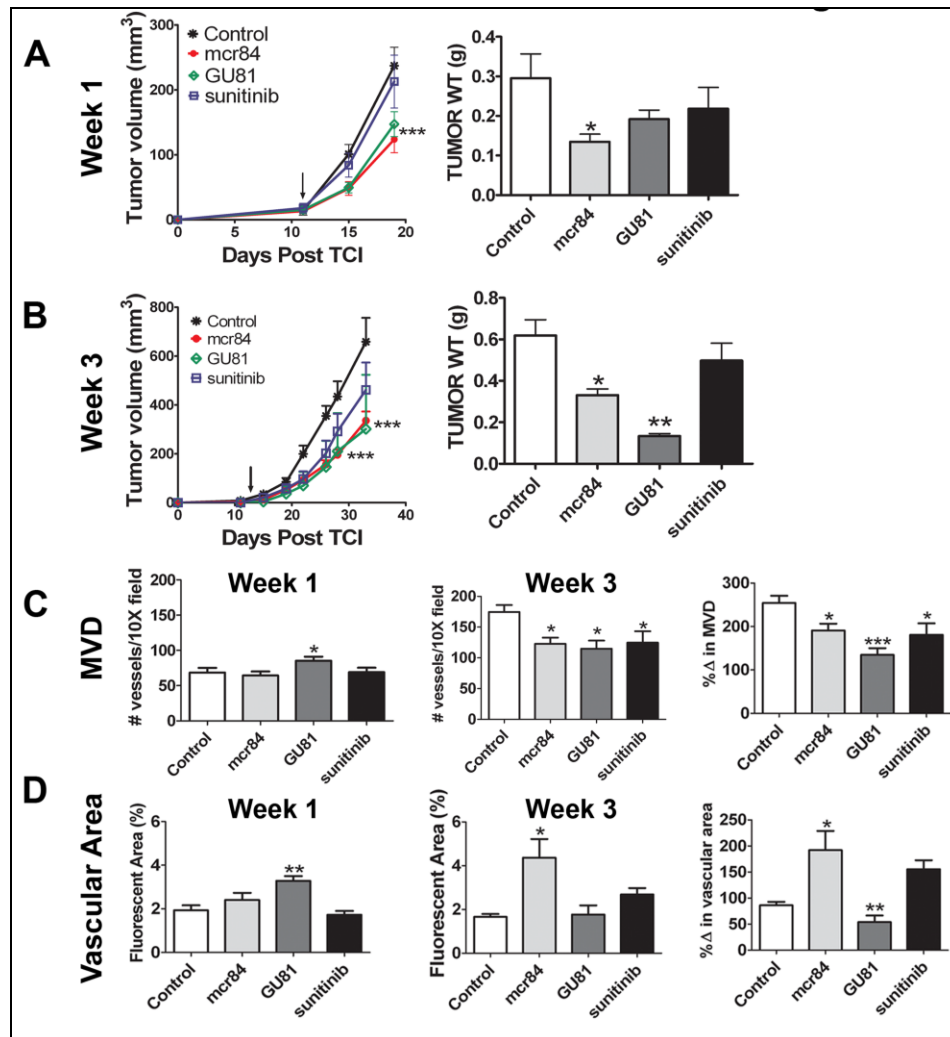 A
Week 1
Tumor volume (mm³)
300
200
100
0
Control
mcr84
GU81
sunitinib
***
0 5 10 15 20
Days Post TCI
TUMOR WT (g)
0.4
0.3
0.2
0.1
0.0
*
Control mcr84 GU81 sunitinib
B
Week 3
Tumor volume (mm³)
800
600
400
200
0
Control
mcr84
GU81
sunitinib
***
***
0 10 20 30 40
Days Post TCI
TUMOR WT (g)
0.8
0.6
0.4
0.2
0.0
* **
Control mcr84 GU81 sunitinib
C
MVD
Week 1
# vessels/10X field
200
150
100
50
0
*
Control mcr84 GU81 sunitinib
Week 3
# vessels/10X field
200
150
100
50
0
* * *
Control mcr84 GU81 sunitinib
%Δ in MVD
300
200
100
0
* *** *
Control mcr84 GU81 sunitinib
D
Vascular Area
Week 1
Fluorescent Area (%)
6
4
2
0
**
Control mcr84 GU81 sunitinib
Week 3
Fluorescent Area (%)
6
4
2
0
*
Control mcr84 GU81 sunitinib
%Δ in vascular area
250
200
150
100
50
0
* **
Control mcr84 GU81 sunitinib